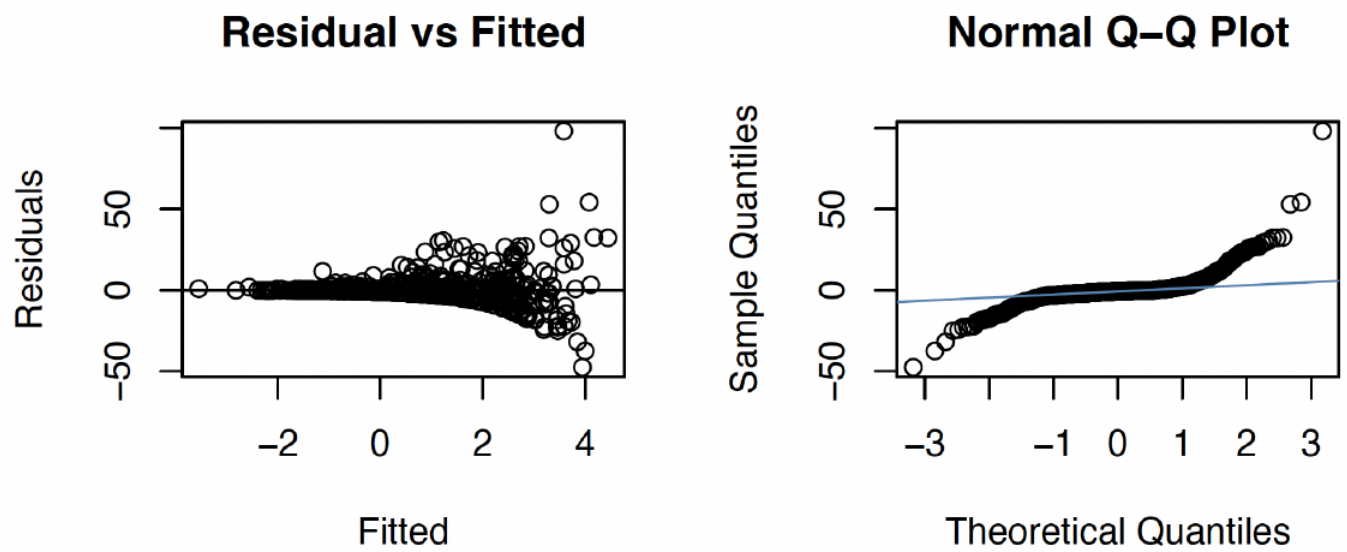 Residual vs Fitted
Residuals
50
0
−50
−2 0 2 4
Fitted
Normal Q−Q Plot
Sample Quantiles
50
0
−50
−3 −1 0 1 2 3
Theoretical Quantiles